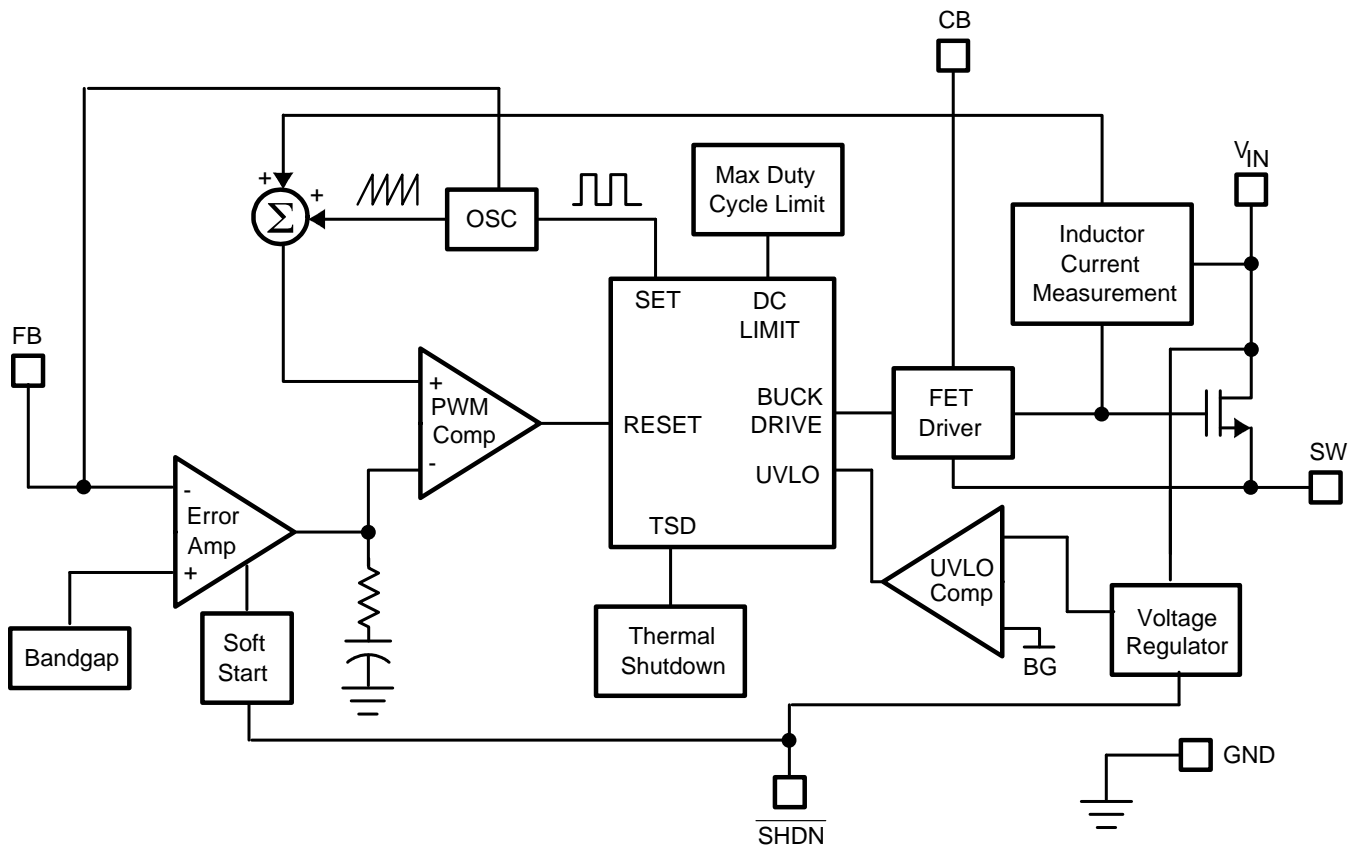 CB
V_IN
+
+
Σ
OSC
Max Duty
Cycle Limit
Inductor
Current
Measurement
SET
DC
LIMIT
FB
+
PWM
Comp
-
RESET
BUCK
DRIVE
FET
Driver
UVLO
SW
-
Error
Amp
+
TSD
UVLO
Comp
Bandgap
Soft
Start
Thermal
Shutdown
BG
Voltage
Regulator
GND
SHDN